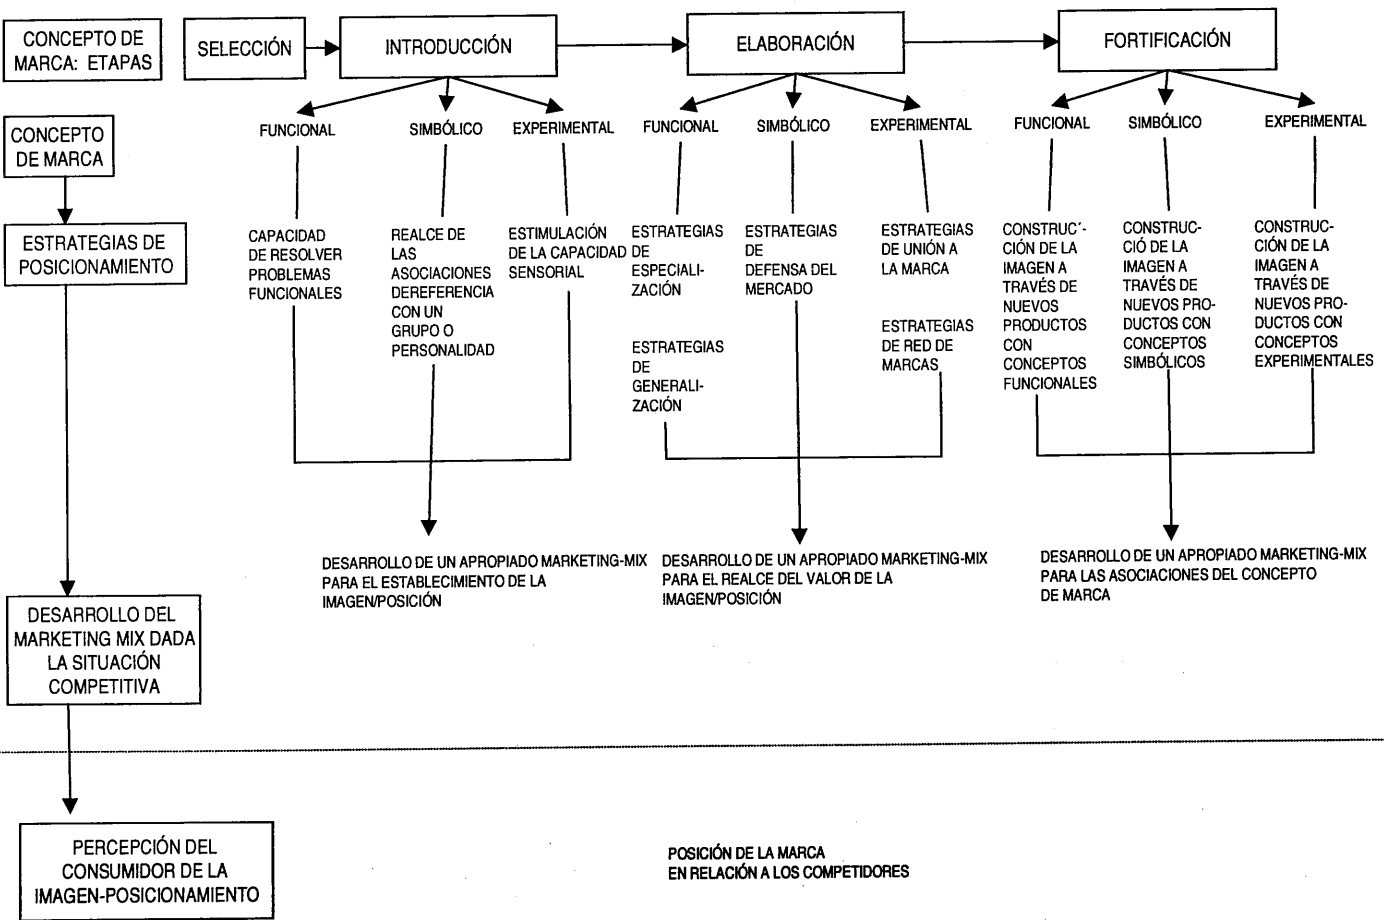 CONCEPTO DE
MARCA: ETAPAS
SELECCIÓN
INTRODUCCIÓN
ELABORACIÓN
FORTIFICACIÓN
CONCEPTO
DE MARCA
FUNCIONAL
SIMBÓLICO
EXPERIMENTAL
FUNCIONAL
SIMBÓLICO
EXPERIMENTAL
FUNCIONAL
SIMBÓLICO
EXPERIMENTAL
ESTRATEGIAS DE
POSICIONAMIENTO
CAPACIDAD
DE RESOLVER
PROBLEMAS
FUNCIONALES
REALCE DE
LAS
ASOCIACIONES
DEREFERENCIA
CON UN
GRUPO O
PERSONALIDAD
ESTIMULACIÓN
DE LA CAPACIDAD
SENSORIAL
ESTRATEGIAS
DE
ESPECIALI-
ZACIÓN
ESTRATEGIAS
DE
GENERALI-
ZACIÓN
ESTRATEGIAS
DE
DEFENSA DEL
MERCADO
ESTRATEGIAS
DE UNIÓN A
LA MARCA
ESTRATEGIAS
DE RED DE
MARCAS
CONSTRUC´-
CIÓN DE LA
IMAGEN A
TRAVÉS DE
NUEVOS
PRODUCTOS
CON
CONCEPTOS
FUNCIONALES
CONSTRUC-
CIÓ DE LA
IMAGEN A
TRAVÉS DE
NUEVOS PRO-
DUCTOS CON
CONCEPTOS
SIMBÓLICOS
CONSTRUC-
CIÓN DE LA
IMAGEN A
TRAVÉS DE
NUEVOS PRO-
DUCTOS CON
CONCEPTOS
EXPERIMENTALES
DESARROLLO DE UN APROPIADO MARKETING-MIX
PARA EL ESTABLECIMIENTO DE LA
IMAGEN/POSICIÓN
DESARROLLO DE UN APROPIADO MARKETING-MIX
PARA EL REALCE DEL VALOR DE LA
IMAGEN/POSICIÓN
DESARROLLO DE UN APROPIADO MARKETING-MIX
PARA LAS ASOCIACIONES DEL CONCEPTO
DE MARCA
DESARROLLO DEL
MARKETING MIX DADA
LA SITUACIÓN
COMPETITIVA
PERCEPCIÓN DEL
CONSUMIDOR DE LA
IMAGEN-POSICIONAMIENTO
POSICIÓN DE LA MARCA
EN RELACIÓN A LOS COMPETIDORES